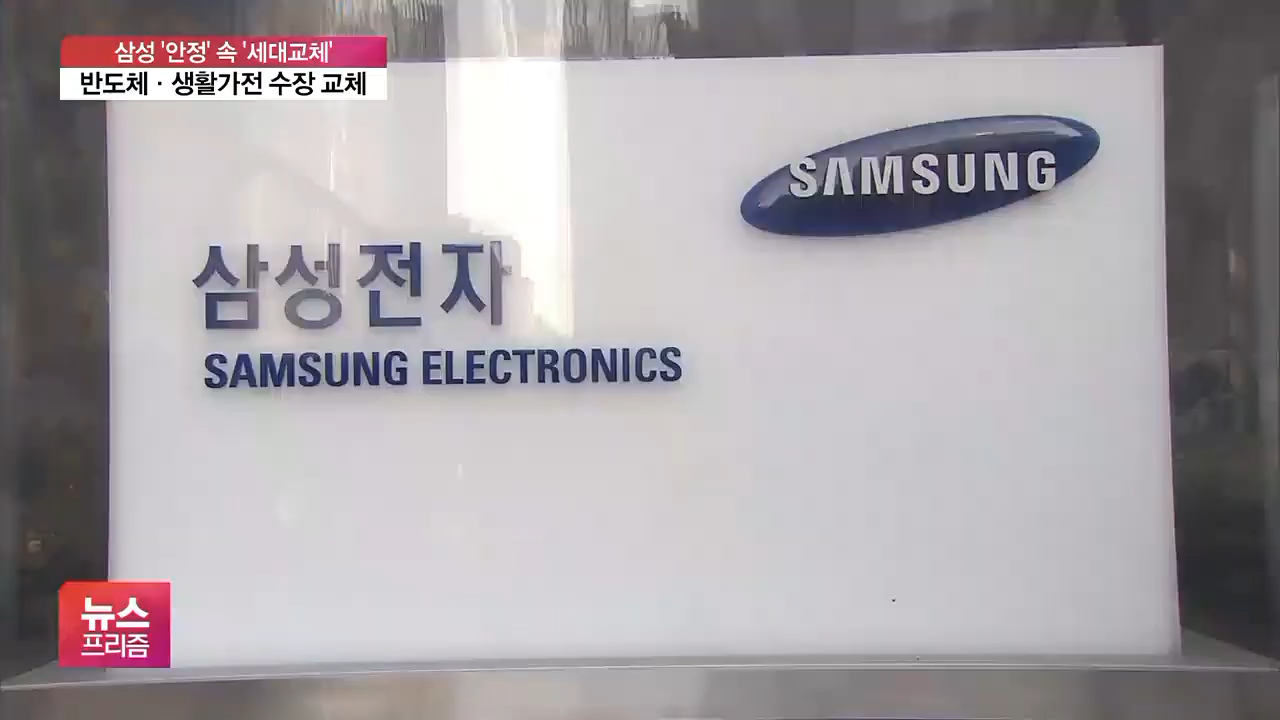 삼성 '안정' 속 '세대교체'
반도체·생활가전 수장 교체
SAMSUNG
삼성전자
SAMSUNG ELECTRONICS
뉴스
프리즘